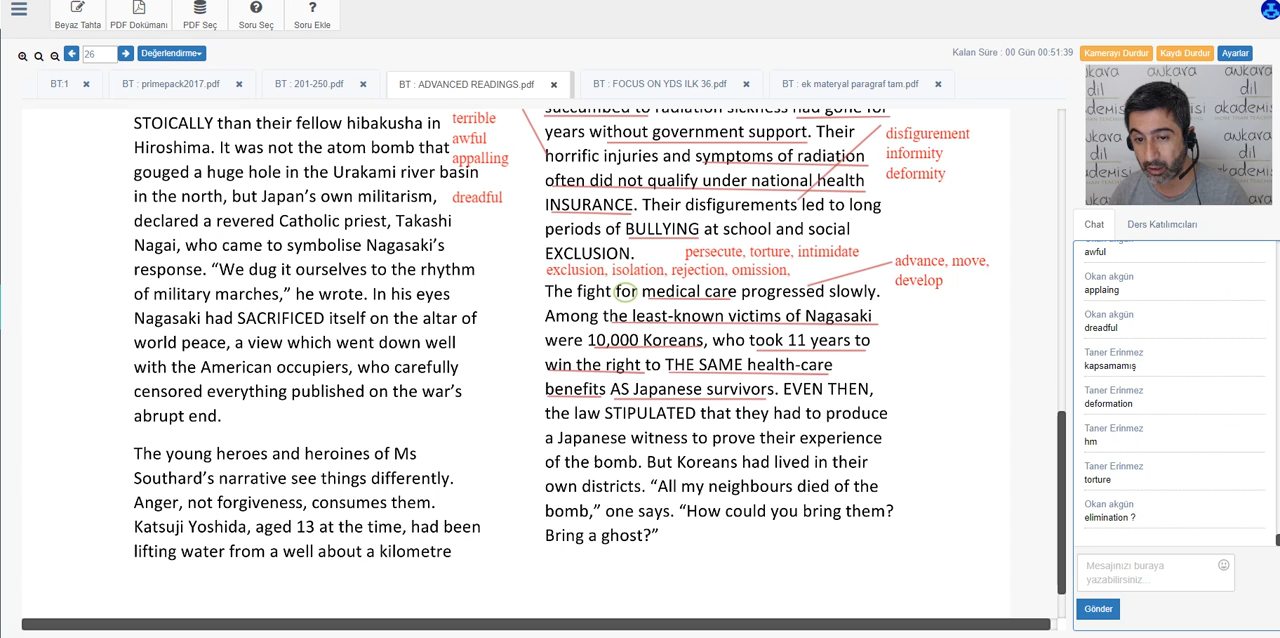 Beyaz Tahta
PDF Dokümanı
PDF Seç
Soru Seç
Soru Ekle
26
Değerlendirme
Kalan Süre : 00 Gün 00:51:39
Kamerayı Durdur
Kaydı Durdur
Ayarlar
BT:1
BT : primepack2017.pdf
BT : 201-250.pdf
BT : ADVANCED READINGS.pdf
BT : FOCUS ON YDS ILK 36.pdf
BT : ek materyal paragraf tam.pdf
STOICALLY than their fellow hibakusha in
Hiroshima. It was not the atom bomb that
gouged a huge hole in the Urakami river basin
in the north, but Japan's own militarism,
declared a revered Catholic priest, Takashi
Nagai, who came to symbolise Nagasaki's
response. "We dug it ourselves to the rhythm
of military marches," he wrote. In his eyes
Nagasaki had SACRIFICED itself on the altar of
world peace, a view which went down well
with the American occupiers, who carefully
censored everything published on the war's
abrupt end.
The young heroes and heroines of Ms
Southard's narrative see things differently.
Anger, not forgiveness, consumes them.
Katsuji Yoshida, aged 13 at the time, had been
lifting water from a well about a kilometre
terrible
awful
appalling
dreadful
succumbed to radiation sickness had gone for
years without government support. Their
horrific injuries and symptoms of radiation
often did not qualify under national health
INSURANCE. Their disfigurements led to long
periods of BULLYING at school and social
EXCLUSION.
persecute, torture, intimidate
exclusion, isolation, rejection, omission,
The fight for medical care progressed slowly.
Among the least-known victims of Nagasaki
were 10,000 Koreans, who took 11 years to
win the right to THE SAME health-care
benefits AS Japanese survivors. EVEN THEN,
the law STIPULATED that they had to produce
a Japanese witness to prove their experience
of the bomb. But Koreans had lived in their
own districts. "All my neighbours died of the
bomb," one says. "How could you bring them?
Bring a ghost?"
disfigurement
informity
deformity
advance, move,
develop
ankara
dil
akademisi
Chat
Ders Katılımcıları
Okan akgün
awful
Okan akgün
applaing
Okan akgün
dreadful
Taner Erinmez
kapsamamış
Taner Erinmez
deformation
Taner Erinmez
hm
Taner Erinmez
torture
Okan akgün
elimination ?
Mesajınızı buraya
yazabilirsiniz...
Gönder